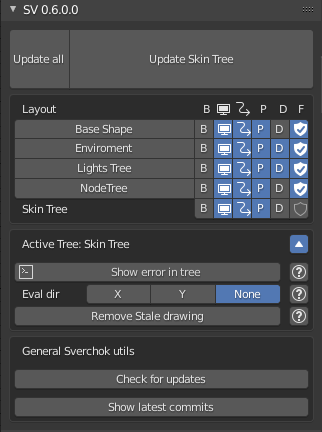 SV 0.6.0.0
Update all Update Skin Tree
Layout B P D F
Base Shape B P D
Enviroment B P D
Lights Tree B P D
NodeTree B P D
Skin Tree B P D
Active Tree: Skin Tree
Show error in tree ?
Eval dir X Y None ?
Remove Stale drawing ?
General Sverchok utils
Check for updates
Show latest commits